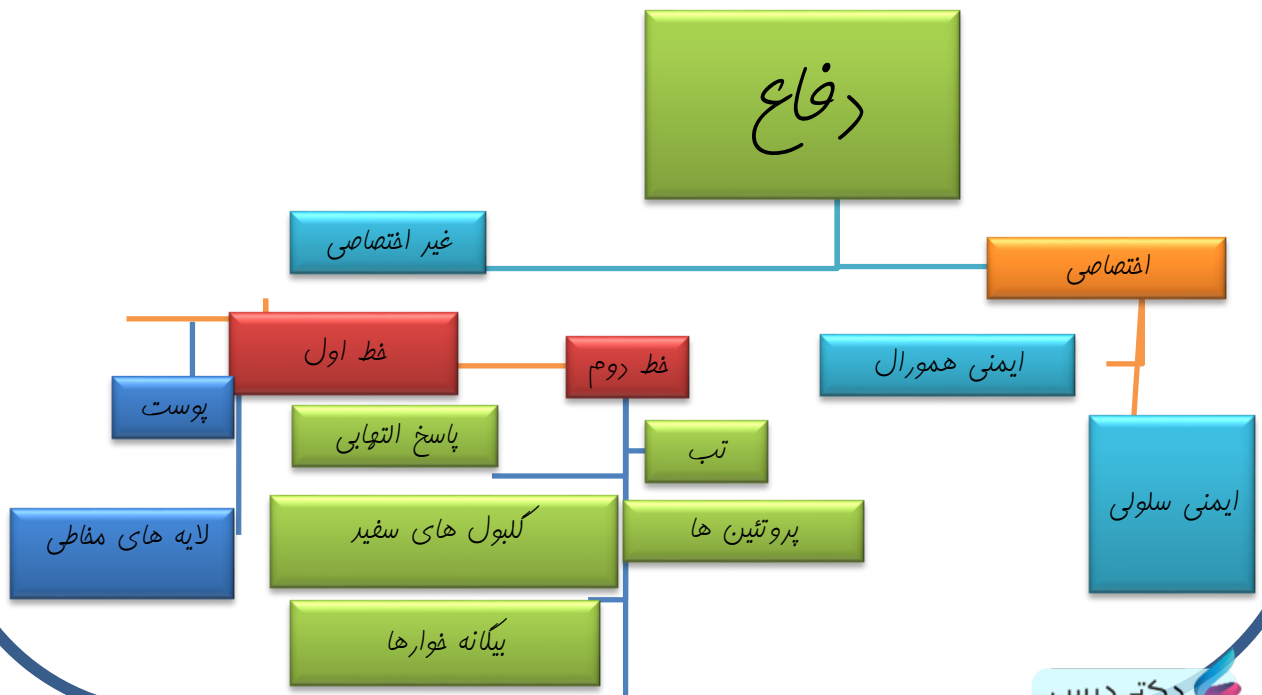 دفاع
اختصاصی
غیر اختصاصی
ایمنی همورال
ایمنی سلولی
خط اول
خط دوم
پوست
لایه های مخاطی
پاسخ التهابی
تب
گلبول های سفید
پروتئین ها
بیگانه خوارها